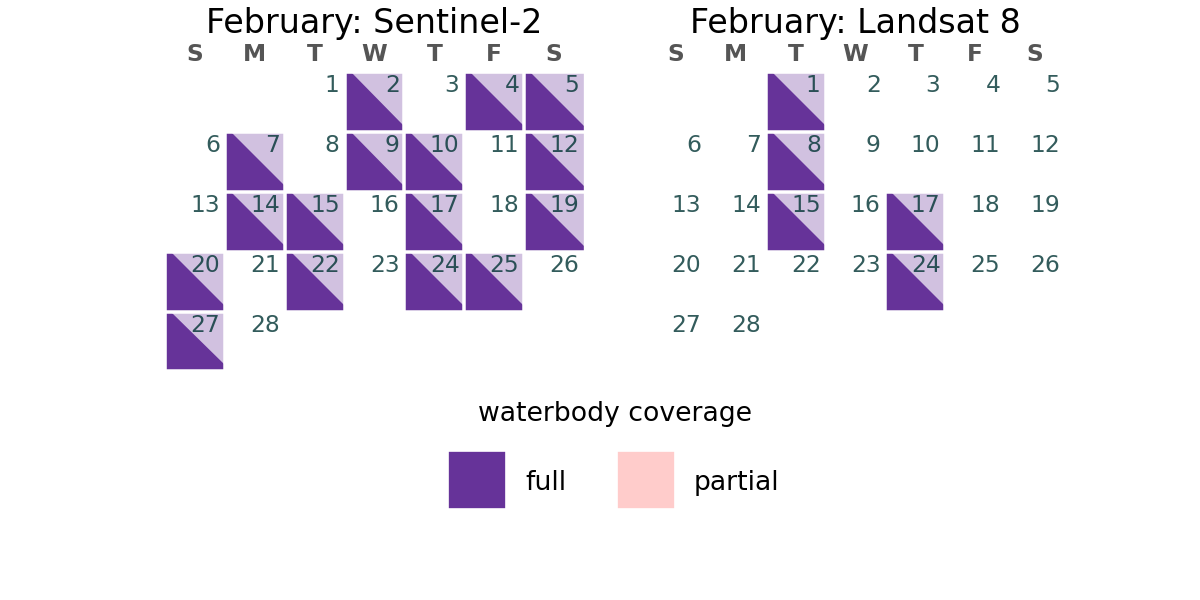 February: Sentinel-2
S M T W T F S
1 2 3 4 5
6 7 8 9 10 11 12
13 14 15 16 17 18 19
20 21 22 23 24 25 26
27 28
February: Landsat 8
S M T W T F S
1 2 3 4 5
6 7 8 9 10 11 12
13 14 15 16 17 18 19
20 21 22 23 24 25 26
27 28
waterbody coverage
full partial